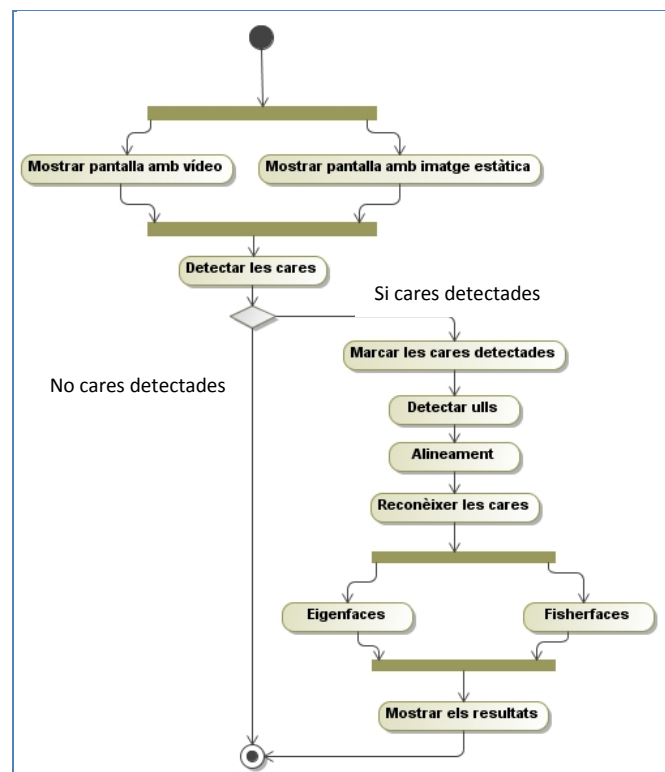 Mostrar pantalla amb vídeo
Mostrar pantalla amb imatge estàtica
Detectar les cares
Si cares detectades
Marcar les cares detectades
No cares detectades
Detectar ulls
Alineament
Reconèixer les cares
Eigenfaces
Fisherfaces
Mostrar els resultats